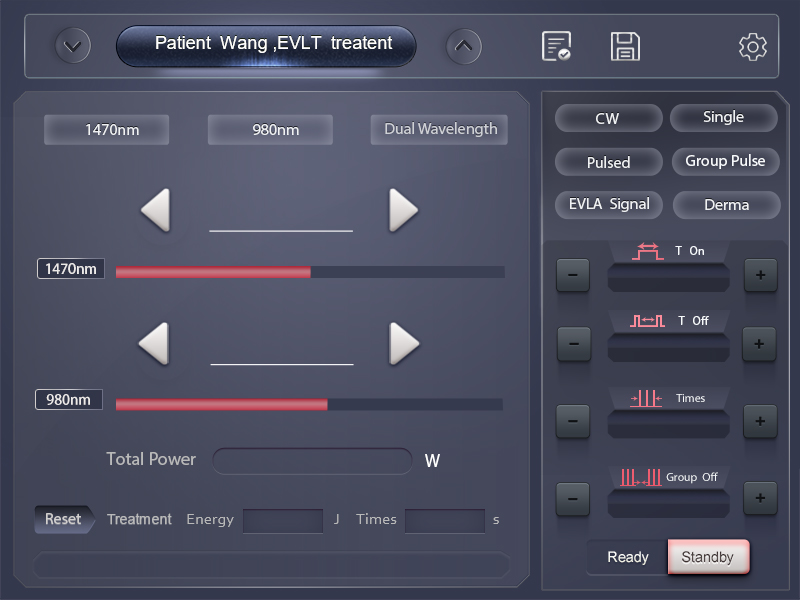 Patient Wang ,EVLT treatent
1470nm 980nm Dual Wavelength
1470nm
980nm
Total Power W
Reset Treatment Energy J Times s
CW Single
Pulsed Group Pulse
EVLA Signal Derma
T On
- +
T Off
- +
Times
- +
Group Off
- +
Ready Standby